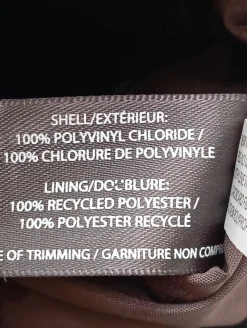 SHELL/EXTÉRIEUR:
100% POLYVINYL CHLORIDE /
100% CHLORURE DE POLYVINYLE
LINING/DOUBLURE:
100% RECYCLED POLYESTER /
100% POLYESTER RECYCLÉ
OF TRIMMING / GARNITURE NON